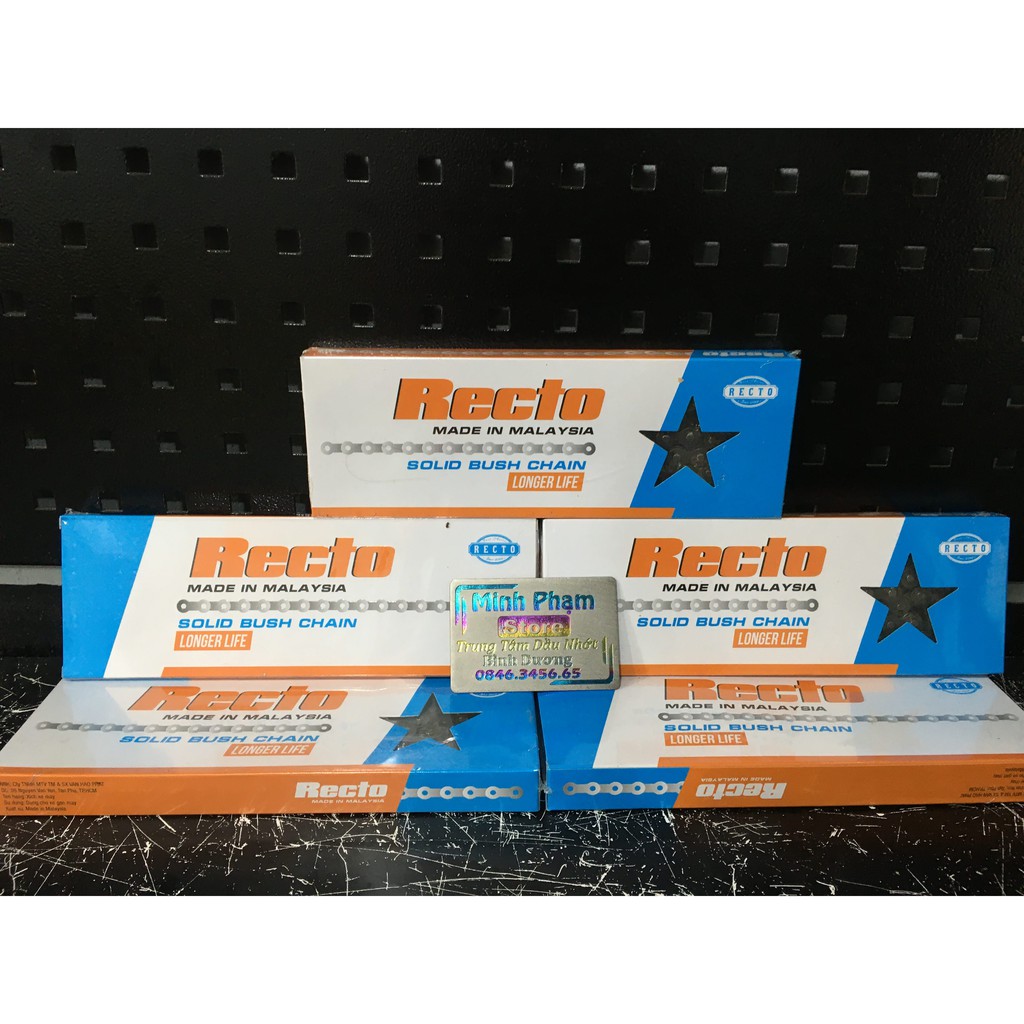 Recto
MADE IN MALAYSIA
SOLID BUSH CHAIN
LONGER LIFE
RECTO
Recto
MADE IN MALAYSIA
SOLID BUSH CHAIN
LONGER LIFE
RECTO
Recto
MADE IN MALAYSIA
SOLID BUSH CHAIN
LONGER LIFE
RECTO
Minh Phạm
Store
Trung Tâm Dầu Nhớt
Bình Dương
0846.3456.65
Recto
MADE IN MALAYSIA
SOLID BUSH CHAIN
LONGER LIFE
Recto
MADE IN MALAYSIA
Recto
MADE IN MALAYSIA
SOLID BUSH CHAIN
LONGER LIFE
RECTO
Recto
MADE IN MALAYSIA